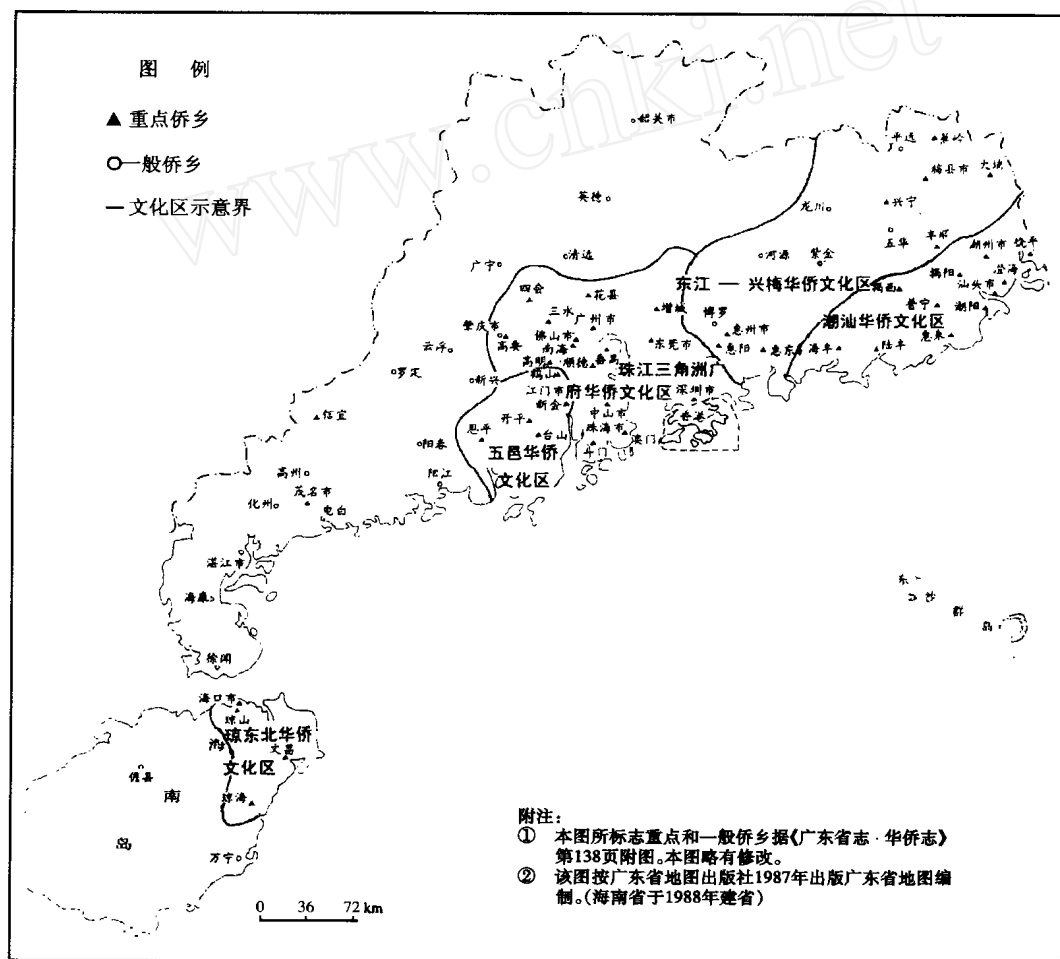 www.cnki.net
图 例
▲ 重点侨乡
○一般侨乡
— 文化区示意界
韶关市
平远
蕉岭
梅县市
大埔
英德
龙川
兴宁
五华
丰顺
潮州市
饶平
广宁
清远
河源
紫金
揭阳
澄海
汕头市
东江 — 兴梅华侨文化区
揭西
四会
花县
三水
广州市
增城
博罗
普宁
潮阳
潮汕华侨文化区
肇庆市
高要
佛山市
南海
惠州市
惠来
云浮
东莞市
惠阳
惠东
海丰
陆丰
高明
顺德
番禺
珠江三角洲广
府华侨文化区
罗定
新兴
鹤山
江门市
深圳市
信宜
新会
开平
中山市
香港
恩平
台山
珠海市
澳门
斗门
阳春
五邑华侨
文化区
高州
阳江
茂名市
化州
电白
湛江市
海康
东
沙
群
岛
徐闻
海口市
琼山
琼东北华侨
文昌
文化区
儋县
南
琼海
岛
万宁
0 36 72 km
附注：
① 本图所标志重点和一般侨乡据《广东省志·华侨志》
第138页附图。本图略有修改。
② 该图按广东省地图出版社1987年出版广东省地图编
制。（海南省于1988年建省）